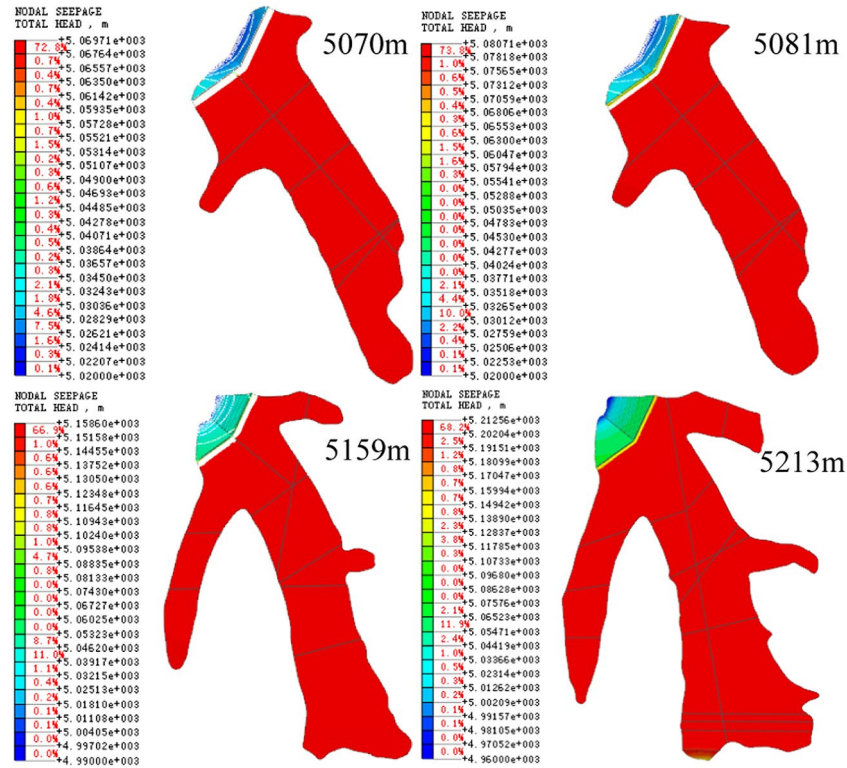 NODAL SEEPAGE
TOTAL HEAD , m
+5.06971e+003
72.8%
+5.06764e+003
0.7%
+5.06557e+003
0.4%
+5.06350e+003
0.7%
+5.06142e+003
0.4%
+5.05935e+003
1.0%
+5.05728e+003
0.7%
+5.05521e+003
1.5%
+5.05314e+003
0.2%
+5.05107e+003
0.3%
+5.04900e+003
0.6%
+5.04693e+003
1.2%
+5.04485e+003
0.3%
+5.04278e+003
0.4%
+5.04071e+003
0.5%
+5.03864e+003
0.2%
+5.03657e+003
0.3%
+5.03450e+003
2.1%
+5.03243e+003
1.8%
+5.03036e+003
4.6%
+5.02829e+003
7.5%
+5.02621e+003
1.6%
+5.02414e+003
0.3%
+5.02207e+003
0.1%
+5.02000e+003
5070m
NODAL SEEPAGE
TOTAL HEAD , m
+5.08071e+003
73.8%
+5.07818e+003
1.0%
+5.07565e+003
0.6%
+5.07312e+003
0.5%
+5.07059e+003
0.4%
+5.06806e+003
0.3%
+5.06553e+003
0.6%
+5.06300e+003
1.5%
+5.06047e+003
1.6%
+5.05794e+003
0.3%
+5.05541e+003
0.0%
+5.05288e+003
0.0%
+5.05035e+003
0.0%
+5.04783e+003
0.0%
+5.04530e+003
0.0%
+5.04277e+003
0.0%
+5.04024e+003
0.0%
+5.03771e+003
2.1%
+5.03518e+003
4.4%
+5.03265e+003
10.0%
+5.03012e+003
2.2%
+5.02759e+003
0.4%
+5.02506e+003
0.1%
+5.02253e+003
0.1%
+5.02000e+003
5081m
NODAL SEEPAGE
TOTAL HEAD , m
+5.15860e+003
66.9%
+5.15158e+003
1.0%
+5.14455e+003
0.6%
+5.13752e+003
0.6%
+5.13050e+003
0.6%
+5.12348e+003
0.7%
+5.11645e+003
0.8%
+5.10943e+003
0.8%
+5.10240e+003
1.0%
+5.09538e+003
4.7%
+5.08835e+003
0.8%
+5.08133e+003
0.0%
+5.07430e+003
0.0%
+5.06727e+003
0.0%
+5.06025e+003
0.0%
+5.05323e+003
8.7%
+5.04620e+003
11.0%
+5.03917e+003
1.1%
+5.03215e+003
0.4%
+5.02513e+003
0.2%
+5.01810e+003
0.1%
+5.01108e+003
0.1%
+5.00405e+003
0.0%
+4.99702e+003
0.0%
+4.99000e+003
5159m
NODAL SEEPAGE
TOTAL HEAD , m
+5.21256e+003
68.2%
+5.20204e+003
2.5%
+5.19151e+003
1.2%
+5.18099e+003
0.8%
+5.17047e+003
0.7%
+5.15994e+003
0.7%
+5.14942e+003
0.8%
+5.13890e+003
2.3%
+5.12837e+003
3.8%
+5.11785e+003
0.3%
+5.10733e+003
0.0%
+5.09680e+003
0.0%
+5.08628e+003
0.0%
+5.07576e+003
2.1%
+5.06523e+003
11.9%
+5.05471e+003
2.4%
+5.04419e+003
1.0%
+5.03366e+003
0.5%
+5.02314e+003
0.3%
+5.01262e+003
0.2%
+5.00209e+003
0.1%
+4.99157e+003
0.1%
+4.98105e+003
0.0%
+4.97052e+003
0.0%
+4.96000e+003
5213m